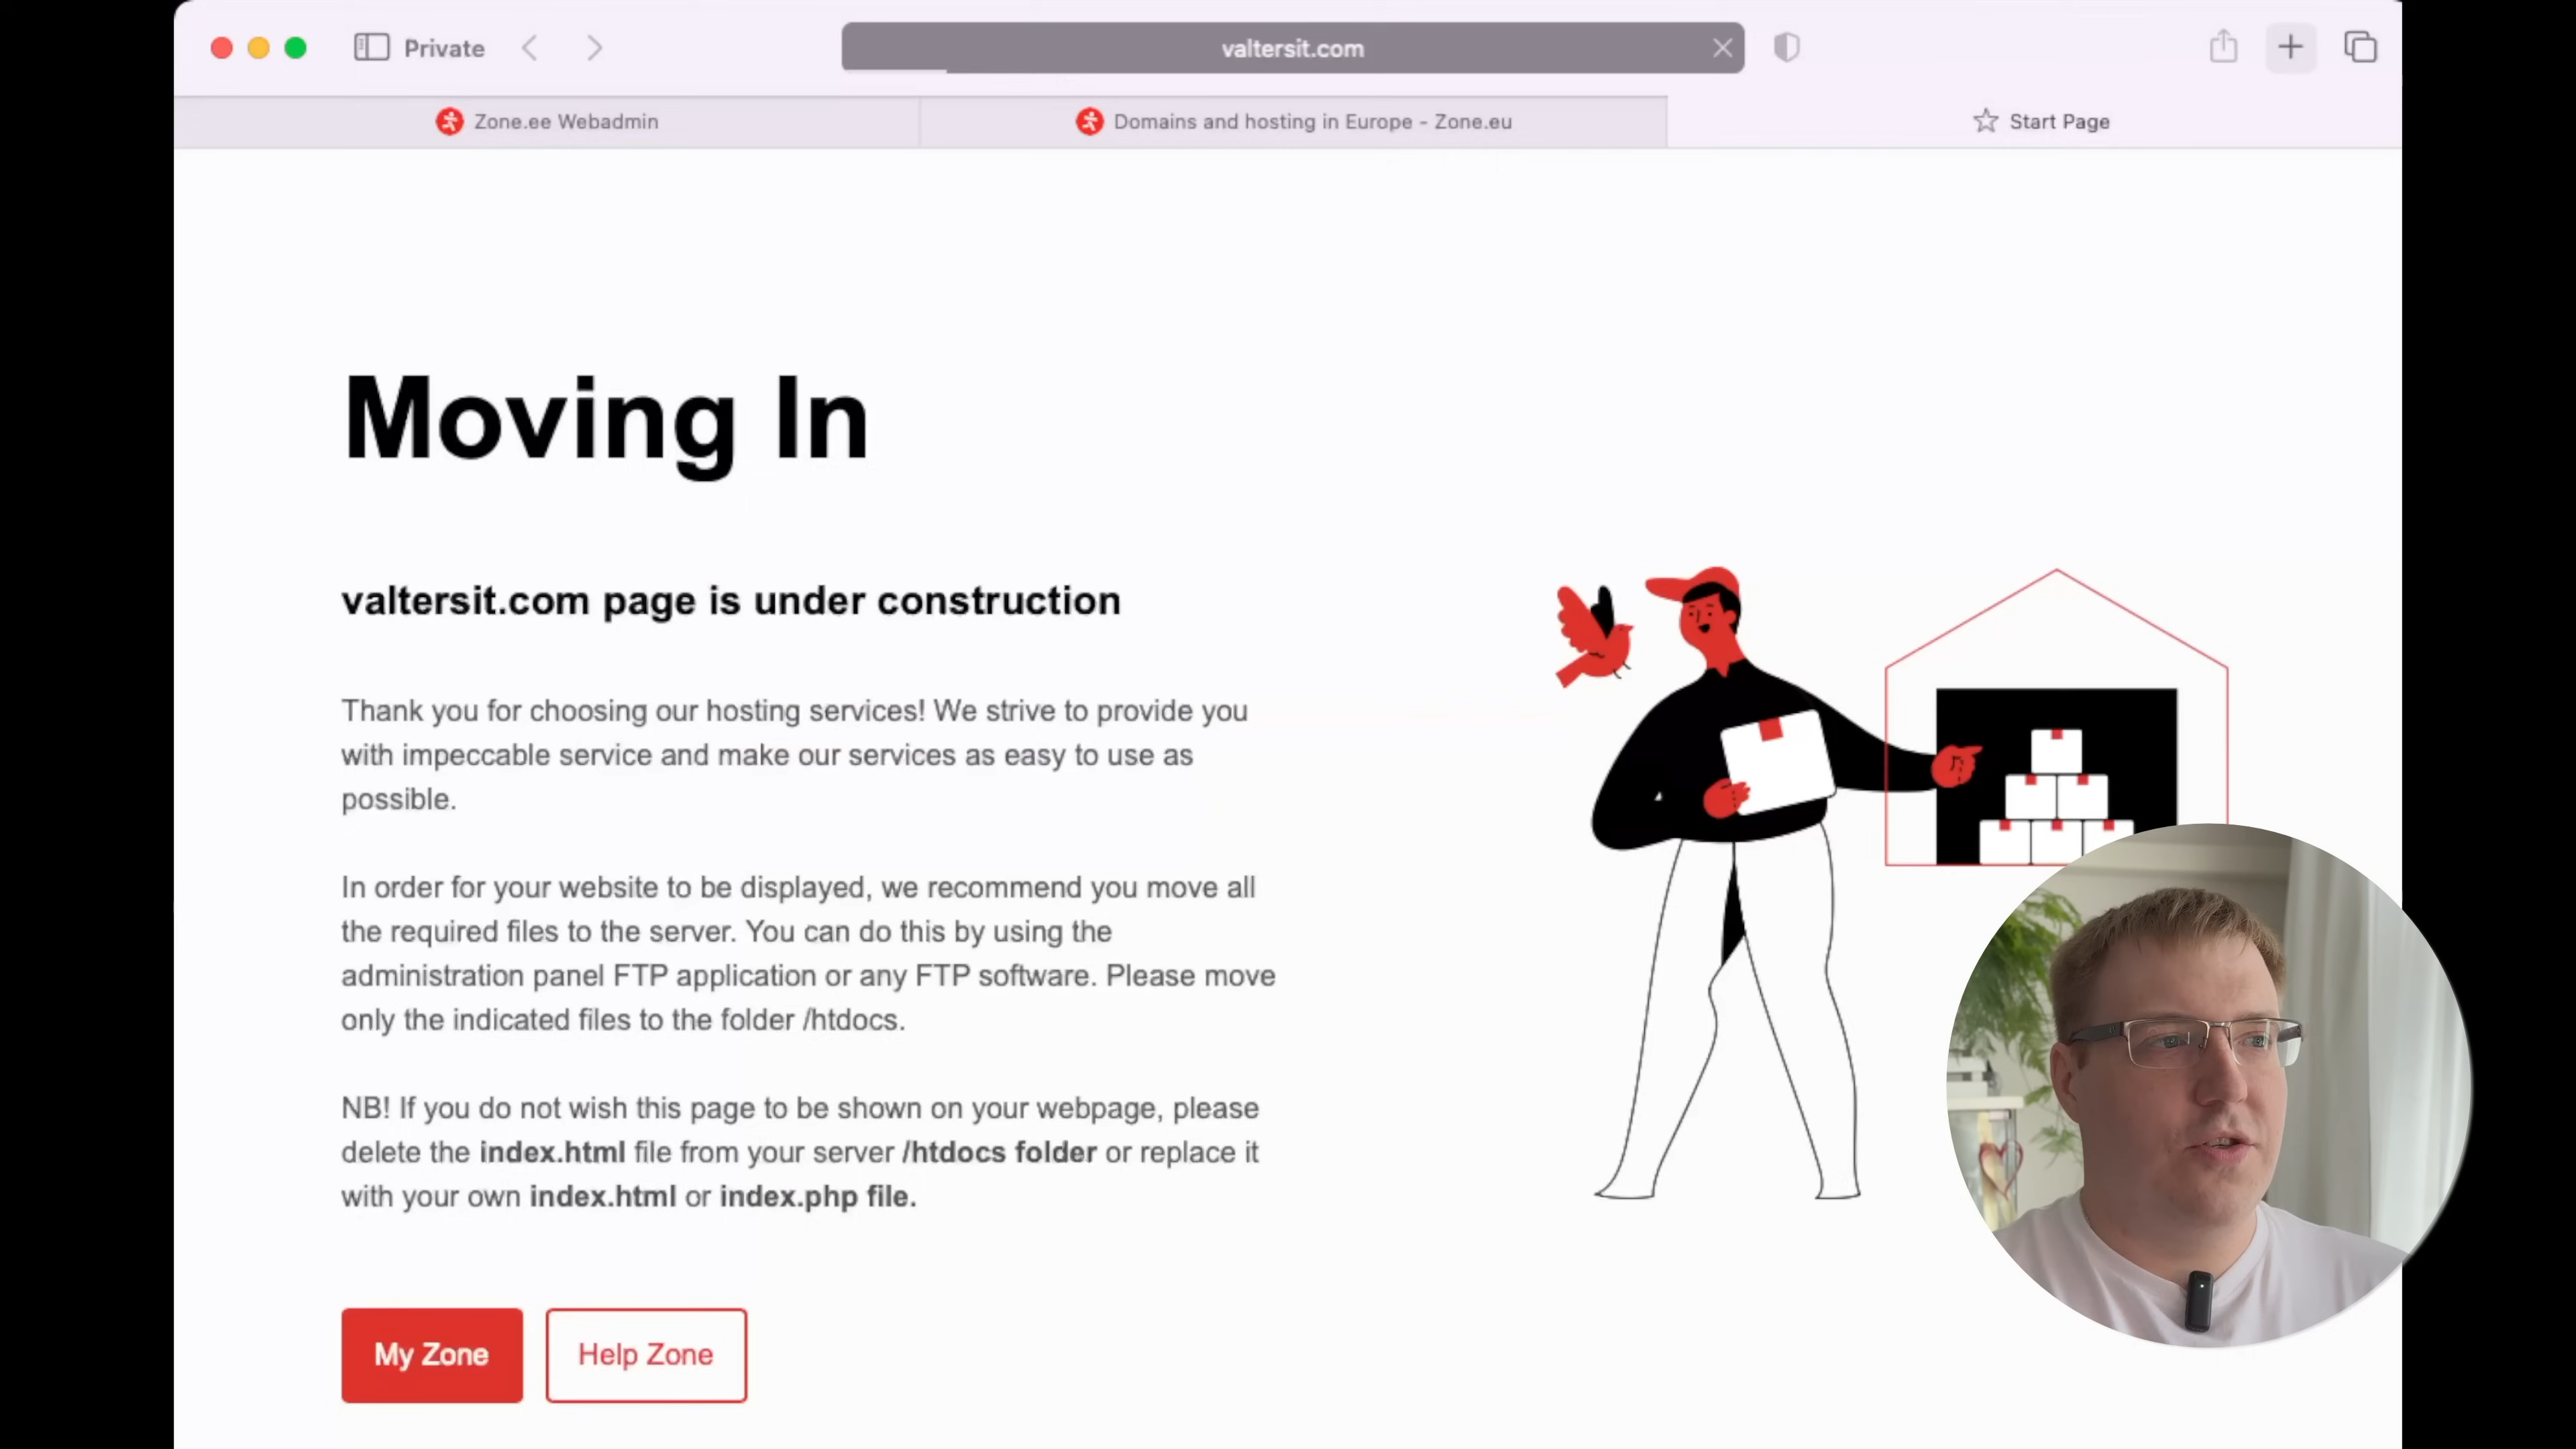 Private
valtersit.com
Zone.ee Webadmin
Domains and hosting in Europe - Zone.eu
Start Page
Moving In
valtersit.com page is under construction
Thank you for choosing our hosting services! We strive to provide you
with impeccable service and make our services as easy to use as
possible.
In order for your website to be displayed, we recommend you move all
the required files to the server. You can do this by using the
administration panel FTP application or any FTP software. Please move
only the indicated files to the folder /htdocs.
NB! If you do not wish this page to be shown on your webpage, please
delete the index.html file from your server /htdocs folder or replace it
with your own index.html or index.php file.
My Zone
Help Zone